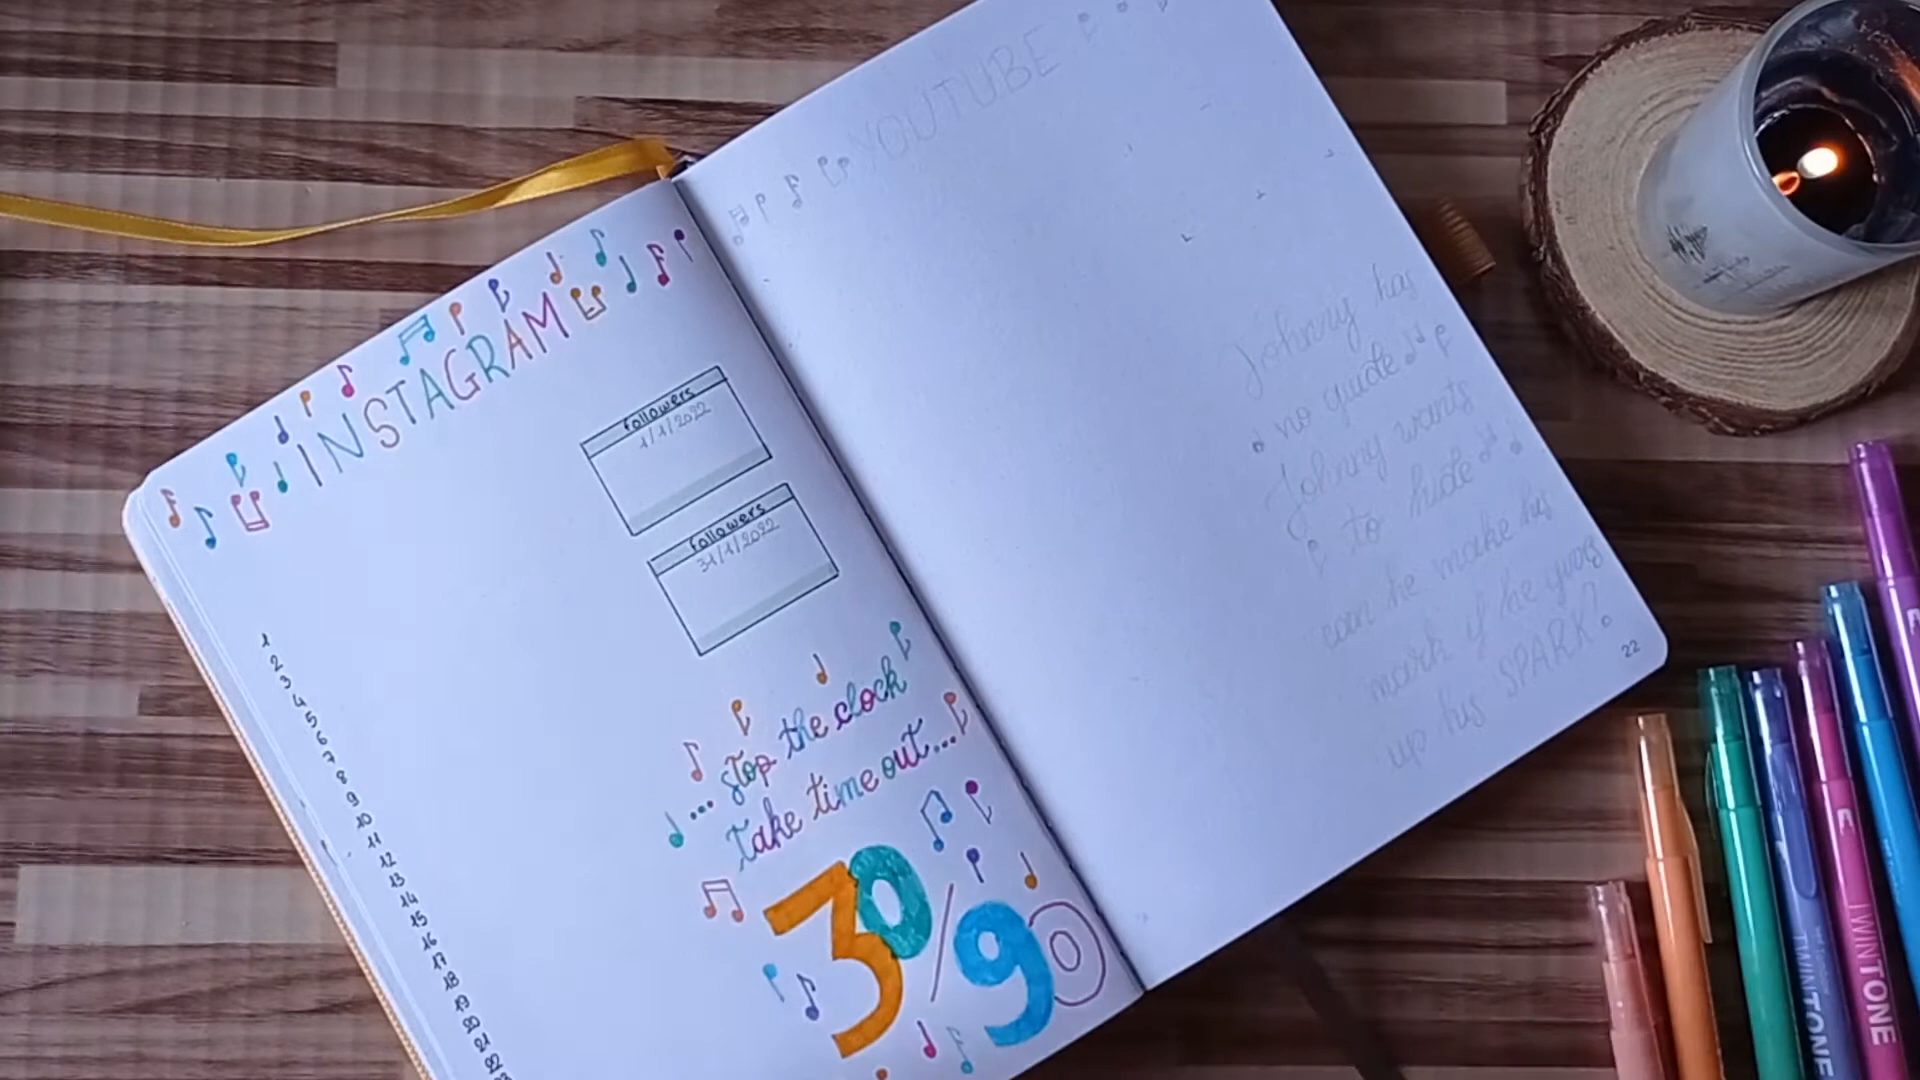 INSTAGRAM
followers
1/1/2022
followers
31/1/2022
1
2
3
4
5
6
7
8
9
10
11
12
13
14
15
16
17
18
19
20
21
22
... stop the clock
take time out...
30/90
YOUTUBE
Johnny has
no guide
Johnny wants
to hide
can he make his
mark if he gives
up his SPARK?
22
TWINTONE
TWINTONE